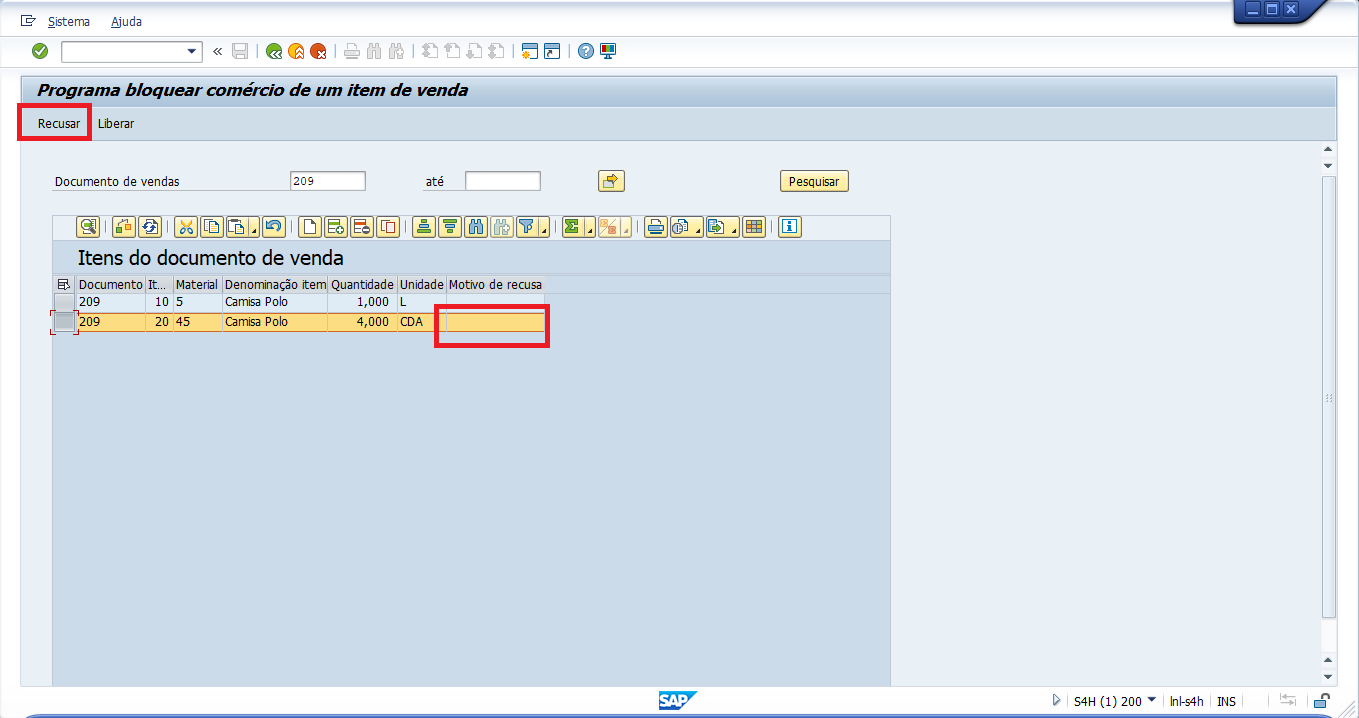 Sistema Ajuda
«
Programa bloquear comércio de um item de venda
Recusar Liberar
Documento de vendas 209 até Pesquisar
Itens do documento de venda
Documento It... Material Denominação item Quantidade Unidade Motivo de recusa
209 10 5 Camisa Polo 1,000 L
209 20 45 Camisa Polo 4,000 CDA
SAP S4H (1) 200 lnl-s4h INS